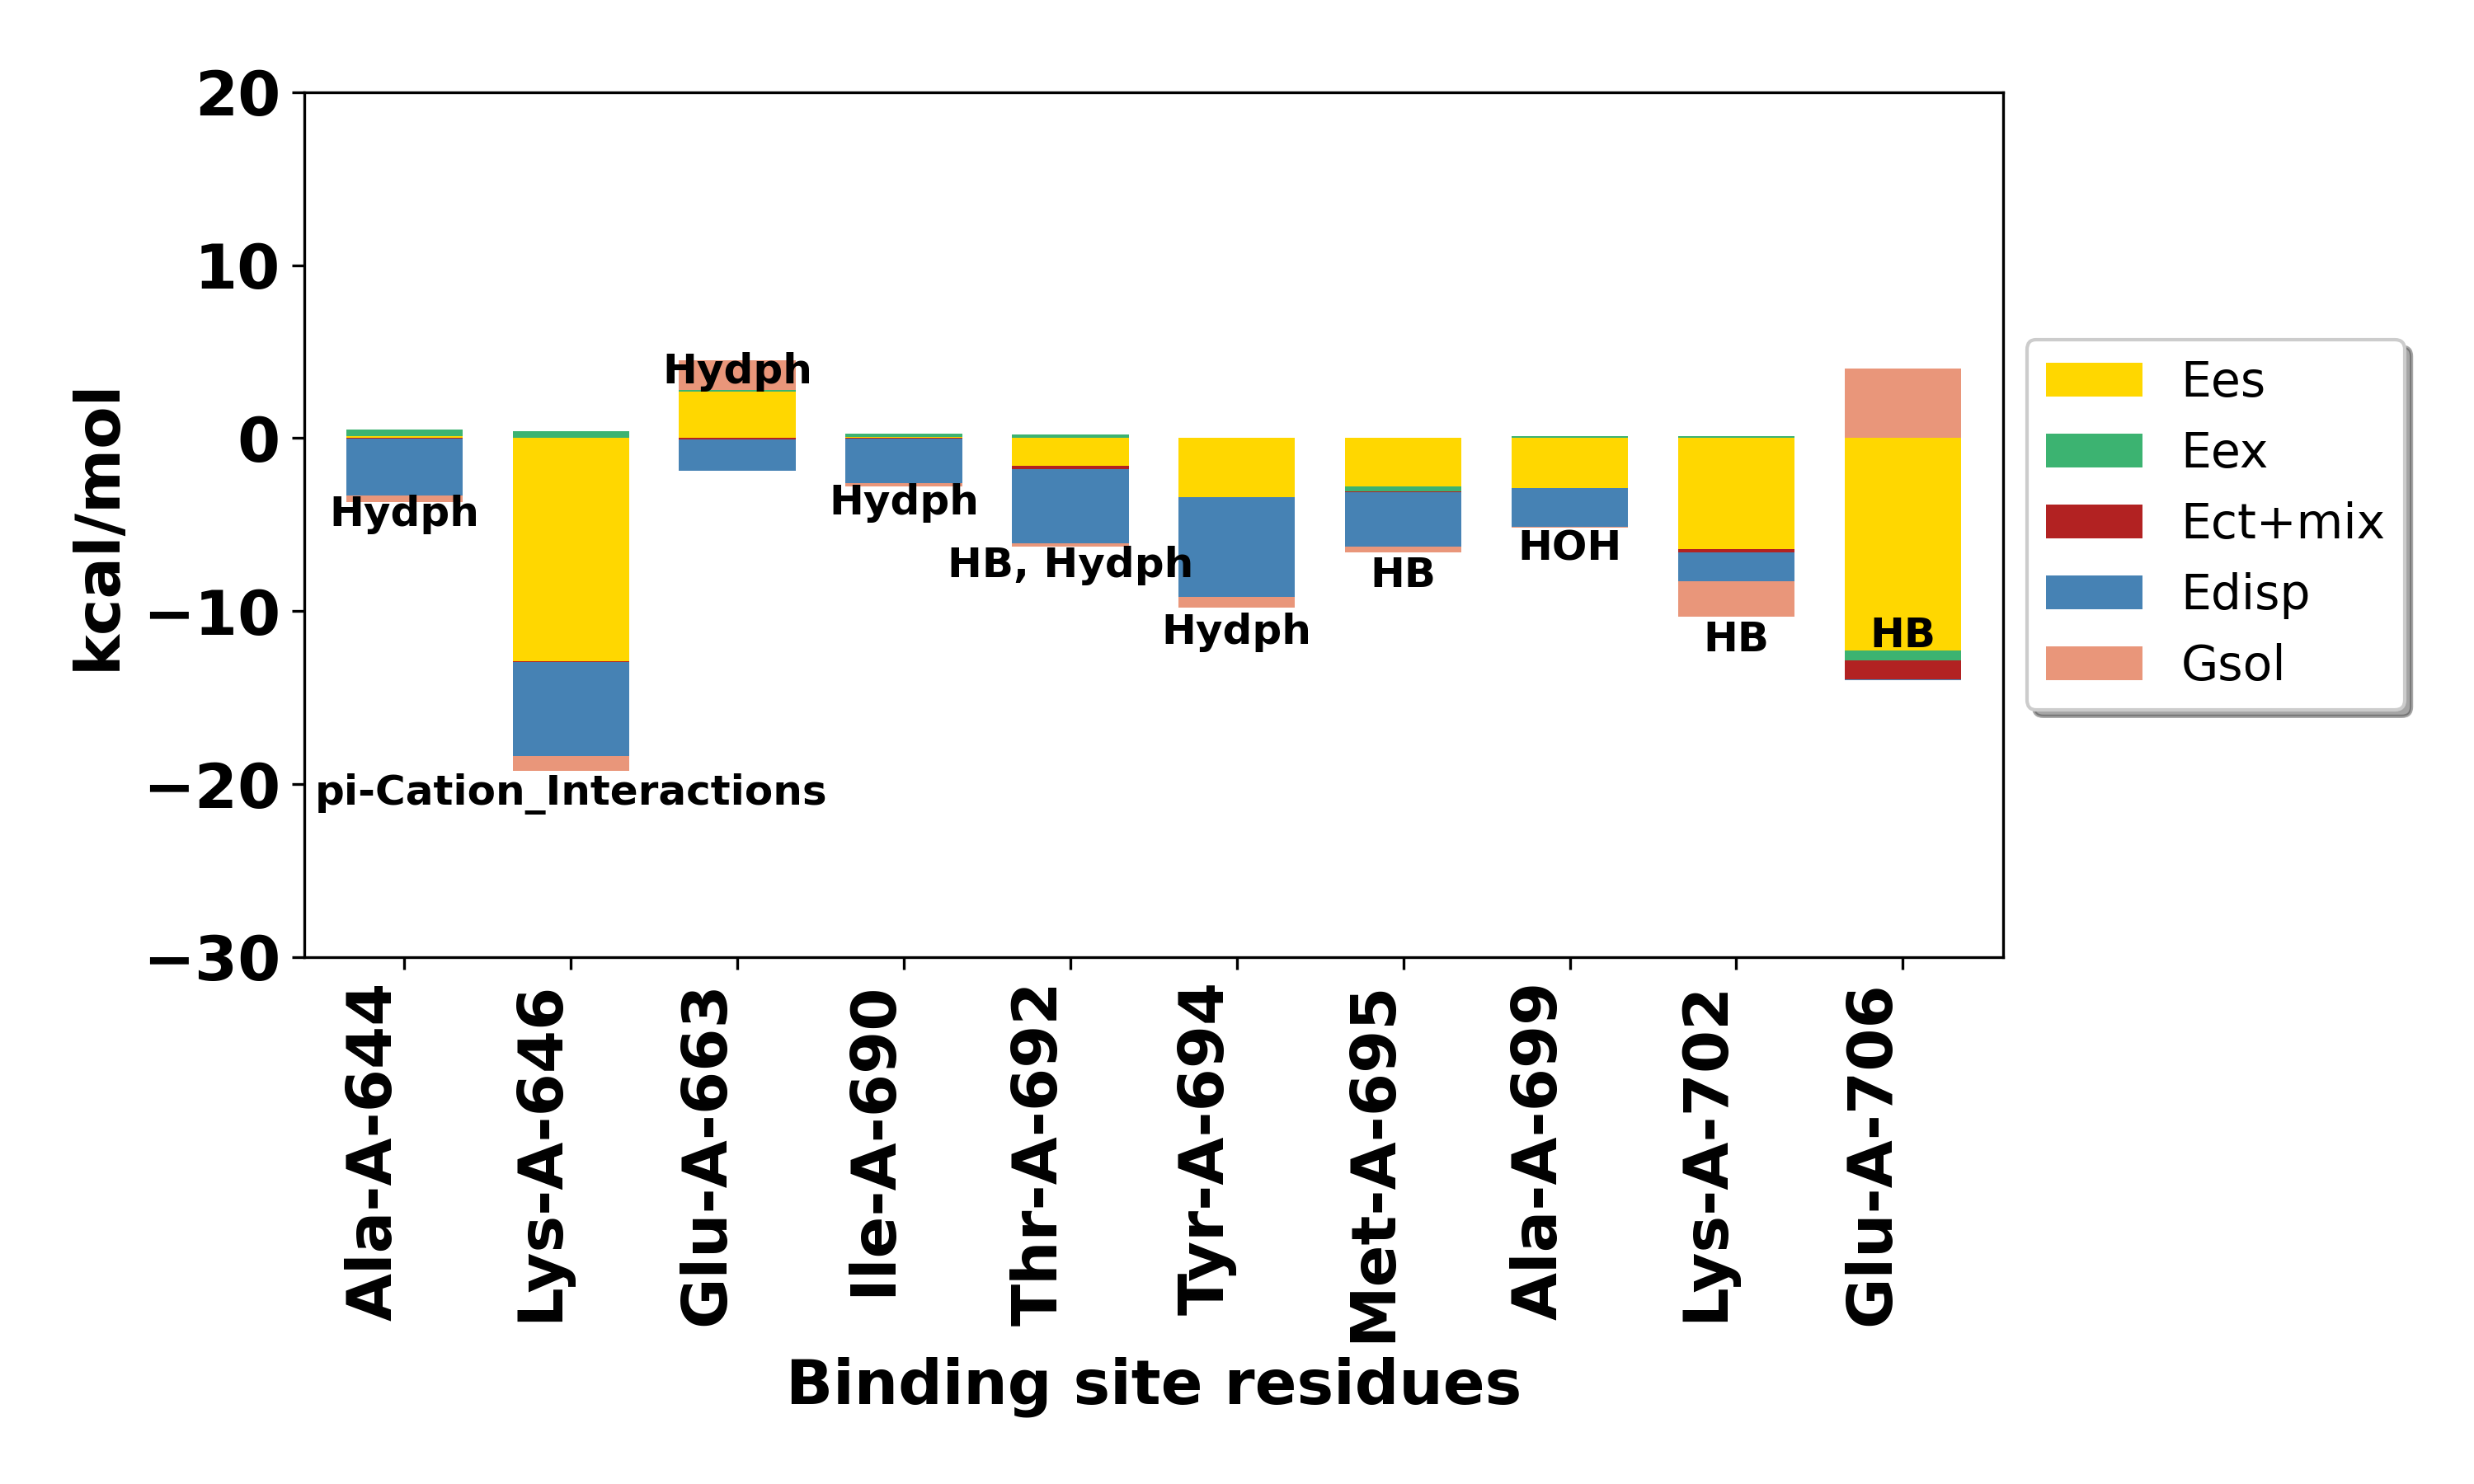 20
10
0
−10
−20
−30
kcal/mol
Hydph
pi-Cation_Interactions
Hydph
Hydph
HB, Hydph
Hydph
HB
HOH
HB
HB
Ala-A-644
Lys-A-646
Glu-A-663
Ile-A-690
Thr-A-692
Tyr-A-694
Met-A-695
Ala-A-699
Lys-A-702
Glu-A-706
Binding site residues
Ees
Eex
Ect+mix
Edisp
Gsol